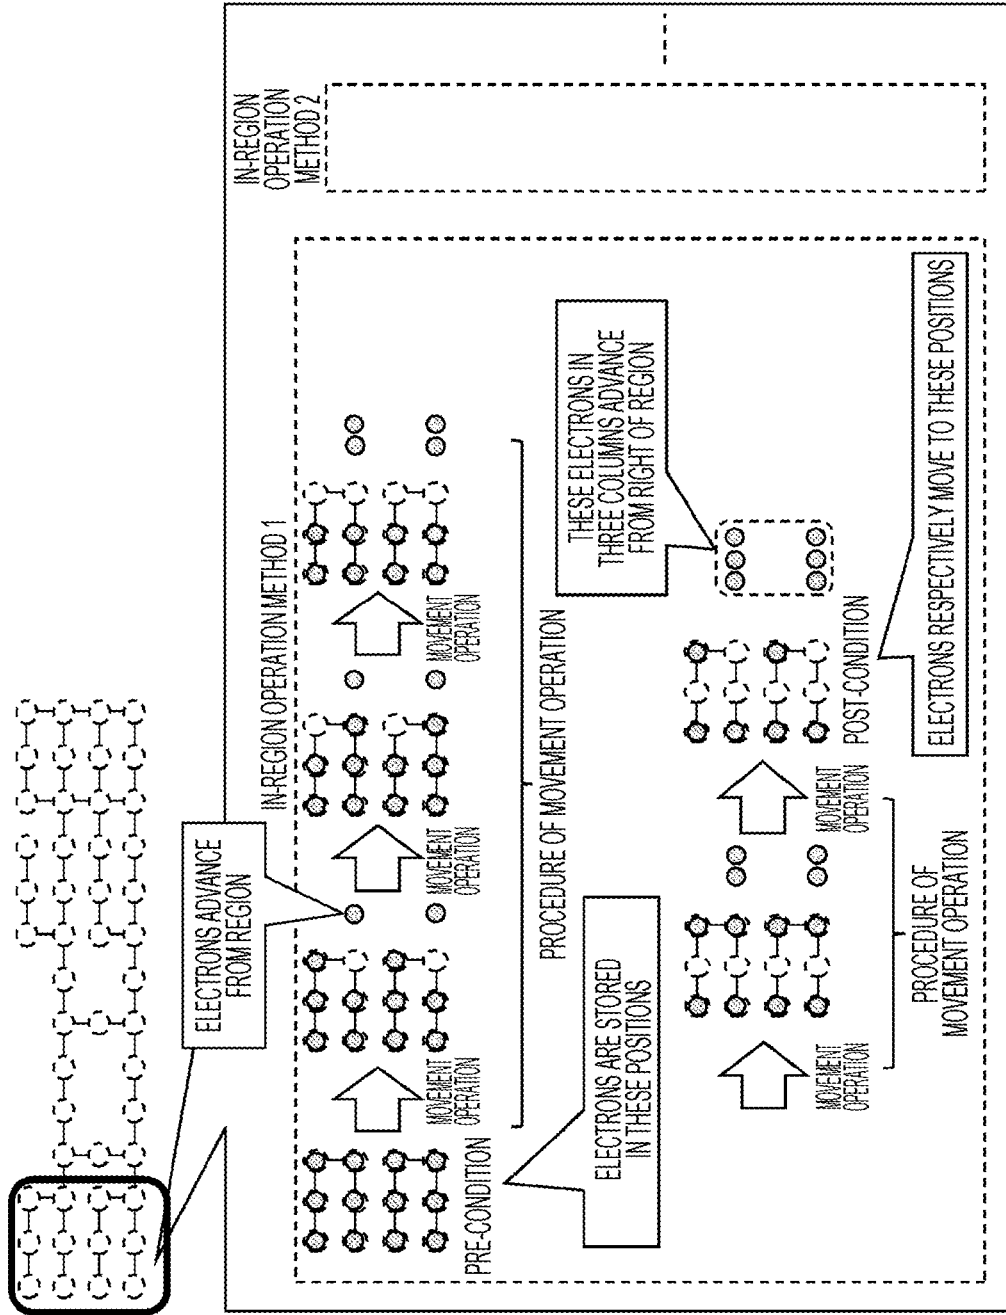 IN-REGION OPERATION METHOD 1
ELECTRONS ADVANCE
FROM REGION
MOVEMENT
OPERATION
MOVEMENT
OPERATION
MOVEMENT
OPERATION
PRE-CONDITION
PROCEDURE OF MOVEMENT OPERATION
ELECTRONS ARE STORED
IN THESE POSITIONS
THESE ELECTRONS IN
THREE COLUMNS ADVANCE
FROM RIGHT OF REGION
MOVEMENT
OPERATION
MOVEMENT
OPERATION
POST-CONDITION
PROCEDURE OF
MOVEMENT OPERATION
ELECTRONS RESPECTIVELY MOVE TO THESE POSITIONS
IN-REGION
OPERATION
METHOD 2